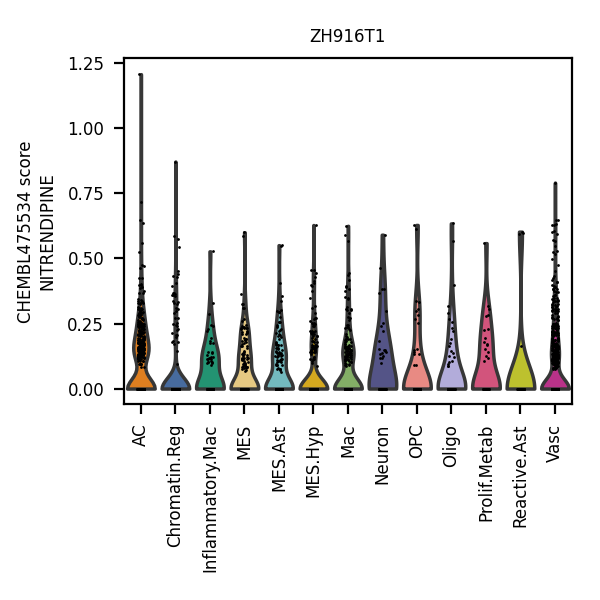 ZH916T1
CHEMBL475534 score
NITRENDIPINE
1.25
1.00
0.75
0.50
0.25
0.00
AC
Chromatin.Reg
Inflammatory.Mac
MES
MES.Ast
MES.Hyp
Mac
Neuron
OPC
Oligo
Prolif.Metab
Reactive.Ast
Vasc